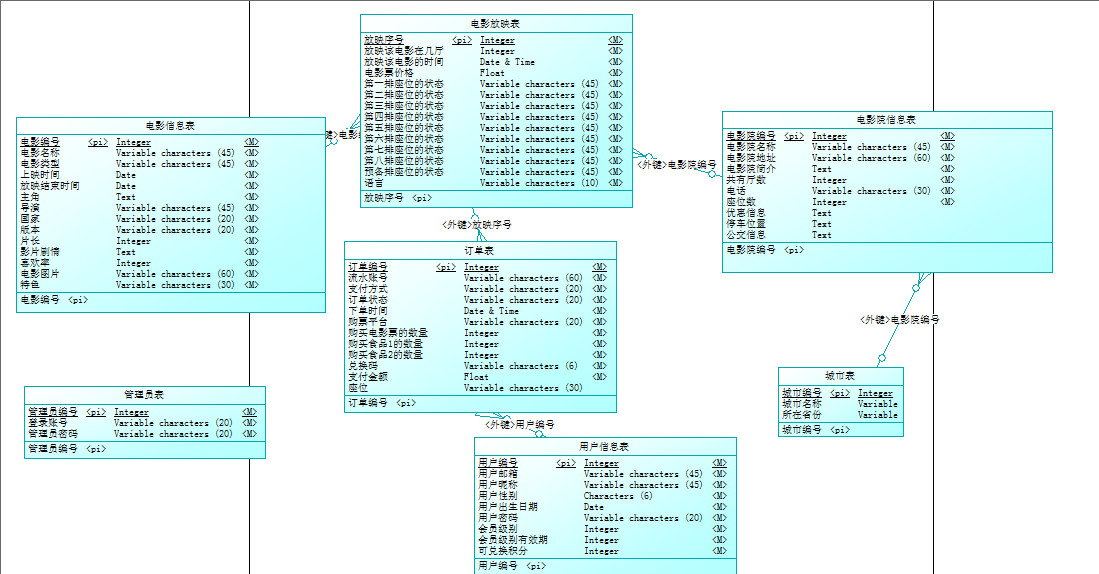 电影放映表
放映序号 <pi> Integer <M>
放映该电影在几厅 Integer <M>
放映该电影的时间 Date & Time <M>
电影票价格 Float <M>
第一排座位的状态 Variable characters (45) <M>
第二排座位的状态 Variable characters (45) <M>
第三排座位的状态 Variable characters (45) <M>
第四排座位的状态 Variable characters (45) <M>
第五排座位的状态 Variable characters (45) <M>
第六排座位的状态 Variable characters (45) <M>
第七排座位的状态 Variable characters (45) <M>
第八排座位的状态 Variable characters (45) <M>
预备排座位的状态 Variable characters (45) <M>
语言 Variable characters (10) <M>
放映序号 <pi>
电影信息表
电影编号 <pi> Integer <M>
电影名称 Variable characters (45) <M>
电影类型 Variable characters (45) <M>
上映时间 Date <M>
放映结束时间 Date <M>
主角 Text <M>
导演 Variable characters (45) <M>
国家 Variable characters (20) <M>
版本 Variable characters (20) <M>
片长 Integer <M>
影片剧情 Text <M>
喜欢率 Integer <M>
电影图片 Variable characters (60) <M>
特色 Variable characters (30) <M>
电影编号 <pi>
键>电影编
<外键>电影院编号
电影院信息表
电影院编号 <pi> Integer <M>
电影院名称 Variable characters (45) <M>
电影院地址 Variable characters (60) <M>
电影院简介 Text <M>
共有厅数 Integer <M>
电话 Variable characters (30) <M>
座位数 Integer <M>
优惠信息 Text
停车位置 Text
公交信息 Text
电影院编号 <pi>
<外键>放映序号
订单表
订单编号 <pi> Integer <M>
流水账号 Variable characters (60) <M>
支付方式 Variable characters (20) <M>
订单状态 Variable characters (20) <M>
下单时间 Date & Time <M>
购票平台 Variable characters (20) <M>
购买电影票的数量 Integer <M>
购买食品1的数量 Integer <M>
购买食品2的数量 Integer <M>
兑换码 Variable characters (6) <M>
支付金额 Float <M>
座位 Variable characters (30)
订单编号 <pi>
<外键>电影院编号
城市表
城市编号 <pi> Integer
城市名称 Variable
所在省份 Variable
城市编号 <pi>
管理员表
管理员编号 <pi> Integer <M>
登录账号 Variable characters (20) <M>
管理员密码 Variable characters (20) <M>
管理员编号 <pi>
<外键>用户编号
用户信息表
用户编号 <pi> Integer <M>
用户邮箱 Variable characters (45) <M>
用户昵称 Variable characters (45) <M>
用户性别 Characters (6) <M>
用户出生日期 Date <M>
用户密码 Variable characters (20) <M>
会员级别 Integer <M>
会员级别有效期 Integer <M>
可兑换积分 Integer <M>
用户编号 <pi>